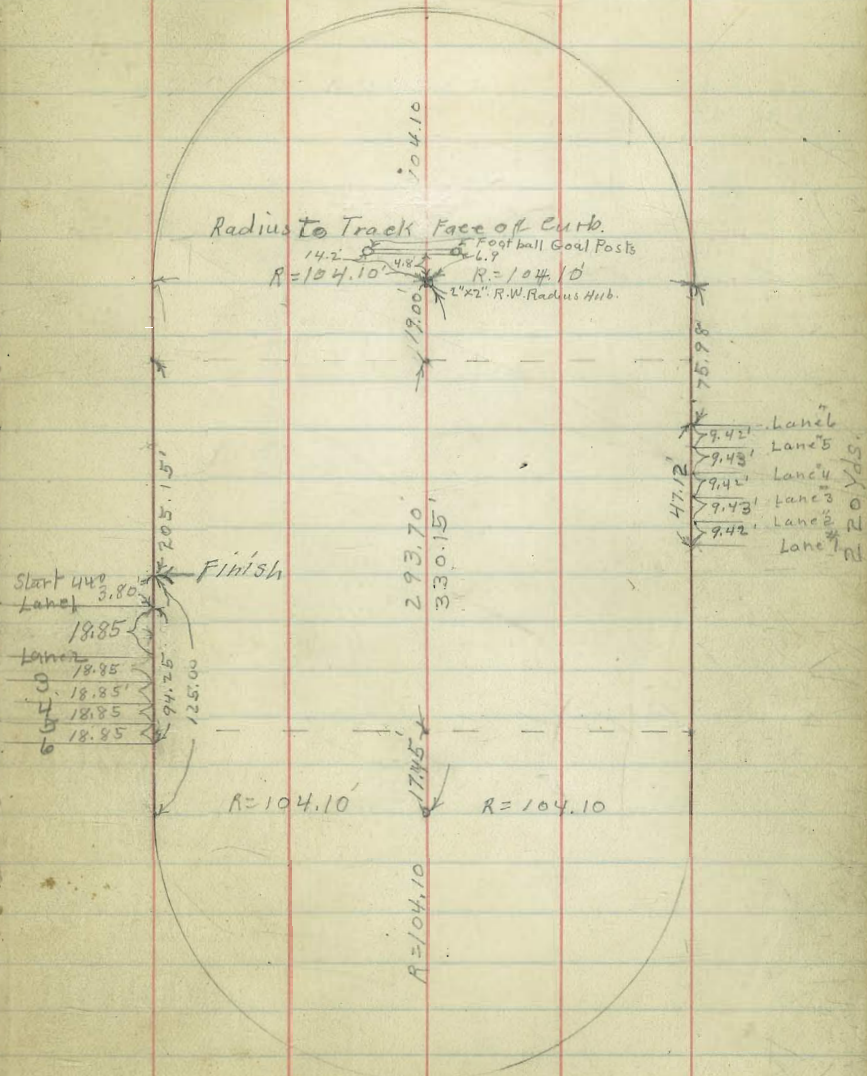 104.10
Radius to Track Face of Curb.
Football Goal Posts
14.2' 4.8 6.9
R=104.10' R=104.10'
2"x2" R.W. Radius Hub.
19.00'
75.98
Lane 6
9.42' Lane #5
9.43' Lane #4
9.42' Lane #3
9.43' Lane #2
9.42' Lane #1
47.12'
220 Yds.
205.15'
293.70'
330.15'
Finish
Start 440
Lane 1 3.80'
18.85
Lane 2
18.85
3
18.85'
4
18.85
5
18.85
6
94.25
125.00
17.45'
R=104.10' R=104.10
R=104.10